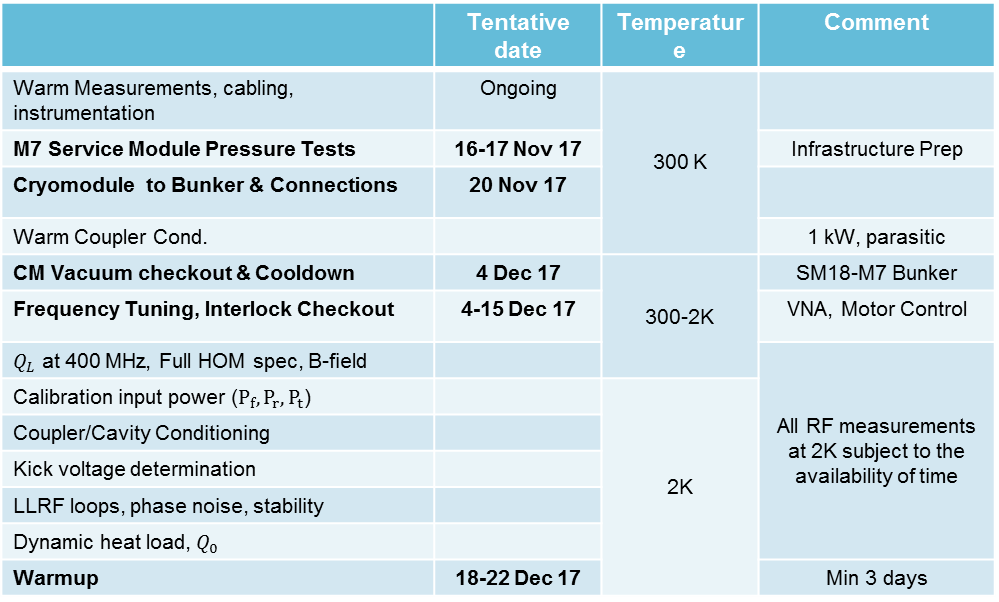 Tentative
date
Temperatur
e
Comment
Warm Measurements, cabling,
instrumentation
Ongoing
300 K
M7 Service Module Pressure Tests
16-17 Nov 17
Infrastructure Prep
Cryomodule to Bunker & Connections
20 Nov 17
Warm Coupler Cond.
1 kW, parasitic
CM Vacuum checkout & Cooldown
4 Dec 17
300-2K
SM18-M7 Bunker
Frequency Tuning, Interlock Checkout
4-15 Dec 17
VNA, Motor Control
Q_L at 400 MHz, Full HOM spec, B-field
All RF measurements
at 2K subject to the
availability of time
Calibration input power (P_f, P_r, P_t)
2K
Coupler/Cavity Conditioning
Kick voltage determination
LLRF loops, phase noise, stability
Dynamic heat load, Q_0
Warmup
18-22 Dec 17
Min 3 days